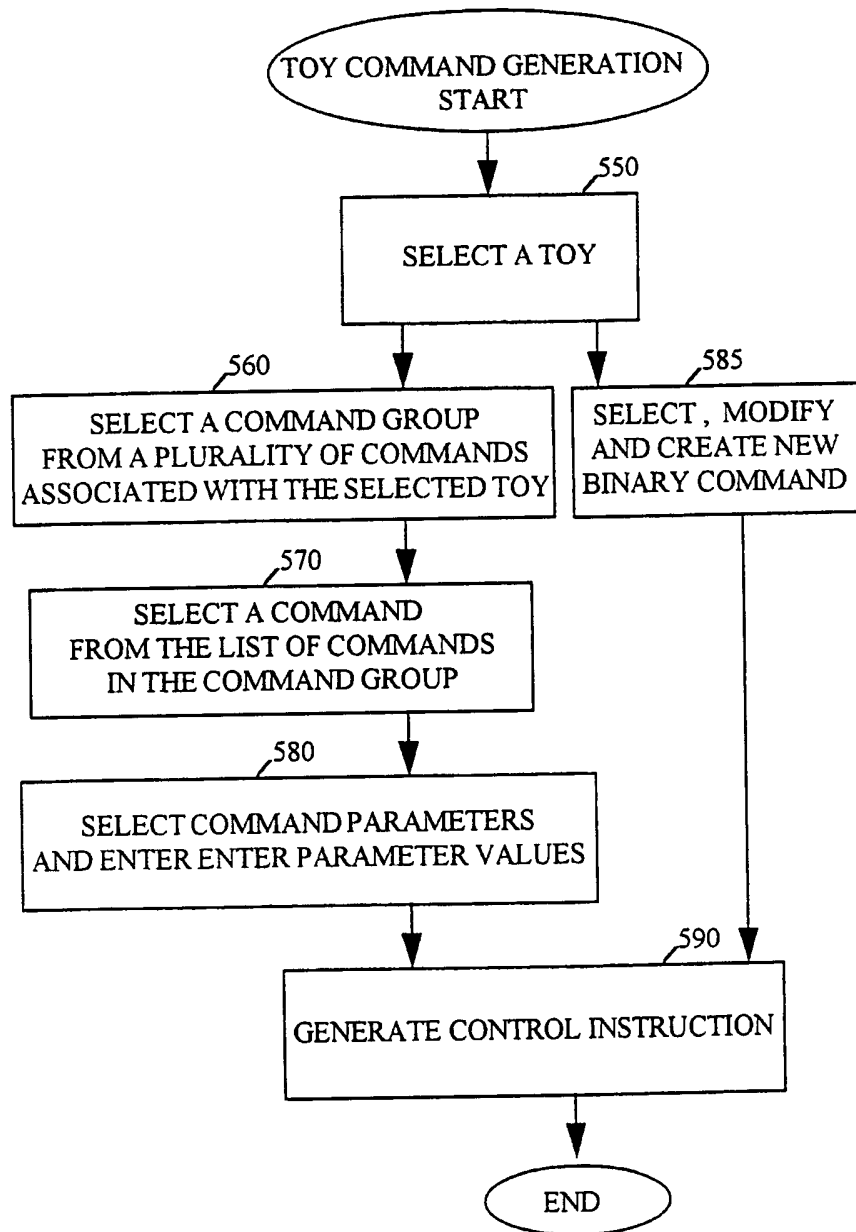 TOY COMMAND GENERATION
START
550
SELECT A TOY
560
SELECT A COMMAND GROUP
FROM A PLURALITY OF COMMANDS
ASSOCIATED WITH THE SELECTED TOY
585
SELECT , MODIFY
AND CREATE NEW
BINARY COMMAND
570
SELECT A COMMAND
FROM THE LIST OF COMMANDS
IN THE COMMAND GROUP
580
SELECT COMMAND PARAMETERS
AND ENTER ENTER PARAMETER VALUES
590
GENERATE CONTROL INSTRUCTION
END